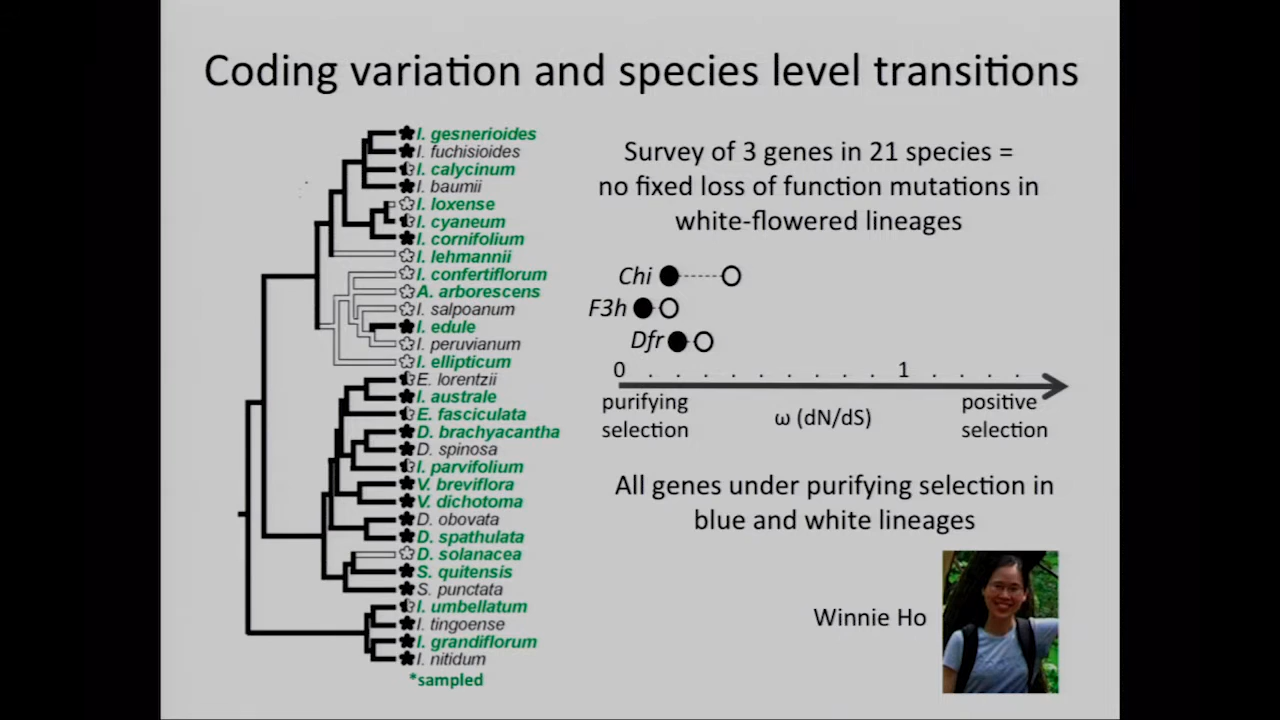 Coding variation and species level transitions
I. gesnerioides
I. fuchisioides
I. calycinum
I. baumii
I. loxense
I. cyaneum
I. cornifolium
I. lehmannii
I. confertiflorum
A. arborescens
I. salpoanum
I. edule
I. peruvianum
I. ellipticum
E. lorentzii
I. australe
E. fasciculata
D. brachyacantha
D. spinosa
I. parvifolium
V. breviflora
V. dichotoma
D. obovata
D. spathulata
D. solanacea
S. quitensis
S. punctata
I. umbellatum
I. tingoense
I. grandiflorum
I. nitidum
*sampled
Survey of 3 genes in 21 species =
no fixed loss of function mutations in
white-flowered lineages
Chi
F3h
Dfr
0 1
purifying
selection
ω (dN/dS)
positive
selection
All genes under purifying selection in
blue and white lineages
Winnie Ho